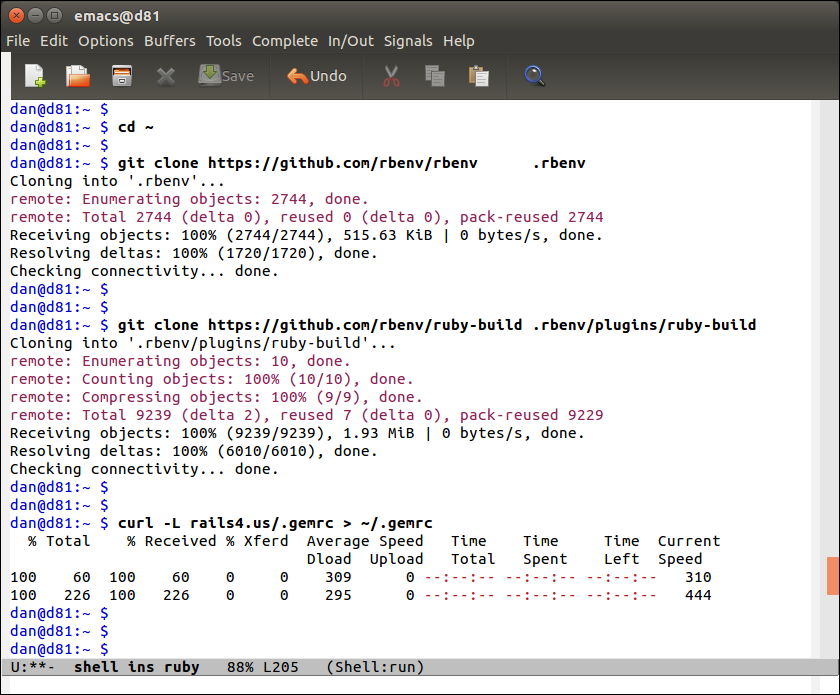 emacs@d81
File Edit Options Buffers Tools Complete In/Out Signals Help
Save Undo
dan@d81:~ $
dan@d81:~ $ cd ~
dan@d81:~ $
dan@d81:~ $ git clone https://github.com/rbenv/rbenv      .rbenv
Cloning into '.rbenv'...
remote: Enumerating objects: 2744, done.
remote: Total 2744 (delta 0), reused 0 (delta 0), pack-reused 2744
Receiving objects: 100% (2744/2744), 515.63 KiB | 0 bytes/s, done.
Resolving deltas: 100% (1720/1720), done.
Checking connectivity... done.
dan@d81:~ $
dan@d81:~ $
dan@d81:~ $ git clone https://github.com/rbenv/ruby-build .rbenv/plugins/ruby-build
Cloning into '.rbenv/plugins/ruby-build'...
remote: Enumerating objects: 10, done.
remote: Counting objects: 100% (10/10), done.
remote: Compressing objects: 100% (9/9), done.
remote: Total 9239 (delta 2), reused 7 (delta 0), pack-reused 9229
Receiving objects: 100% (9239/9239), 1.93 MiB | 0 bytes/s, done.
Resolving deltas: 100% (6010/6010), done.
Checking connectivity... done.
dan@d81:~ $
dan@d81:~ $
dan@d81:~ $ curl -L rails4.us/.gemrc > ~/.gemrc
  % Total    % Received % Xferd  Average Speed   Time    Time     Time  Current
                                 Dload  Upload   Total   Spent    Left  Speed
100    60  100    60    0     0    309      0 --:--:-- --:--:-- --:--:--   310
100   226  100   226    0     0    295      0 --:--:-- --:--:-- --:--:--   444
dan@d81:~ $
dan@d81:~ $
dan@d81:~ $
U:**-  shell ins ruby   88% L205   (Shell:run)